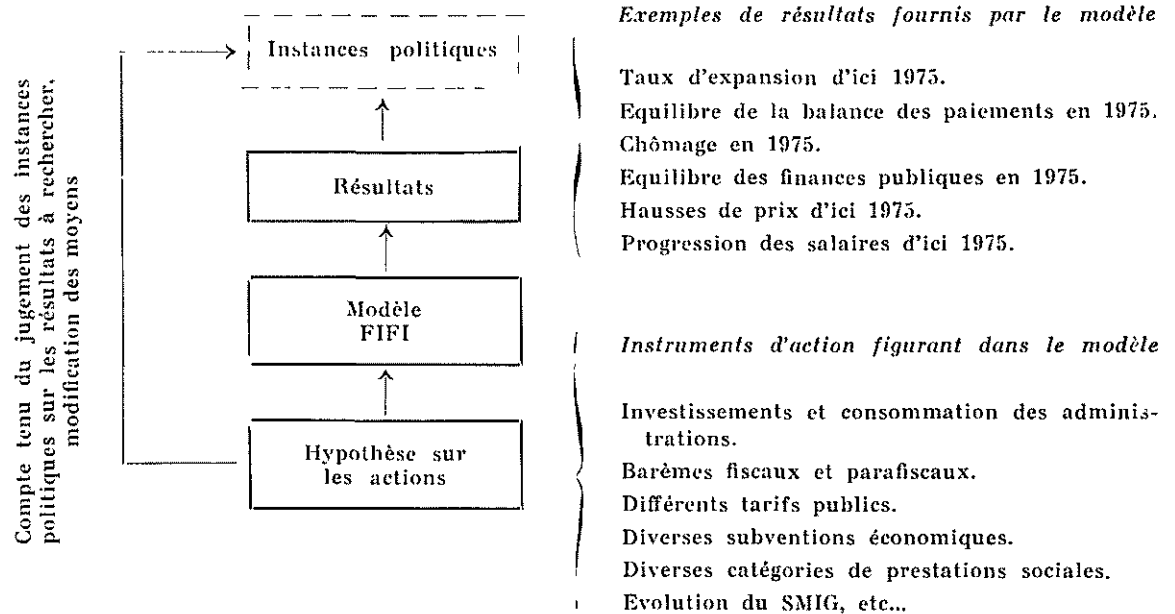 Compte tenu du jugement des instances
politiques sur les résultats à rechercher,
modification des moyens
Instances politiques
Résultats
Modèle
FIFI
Hypothèse sur
les actions
Exemples de résultats fournis par le modèle
Taux d'expansion d'ici 1975.
Equilibre de la balance des paiements en 1975.
Chômage en 1975.
Equilibre des finances publiques en 1975.
Hausses de prix d'ici 1975.
Progression des salaires d'ici 1975.
Instruments d'action figurant dans le modèle
Investissements et consommation des adminis-
trations.
Barèmes fiscaux et parafiscaux.
Différents tarifs publics.
Diverses subventions économiques.
Diverses catégories de prestations sociales.
Evolution du SMIG, etc...